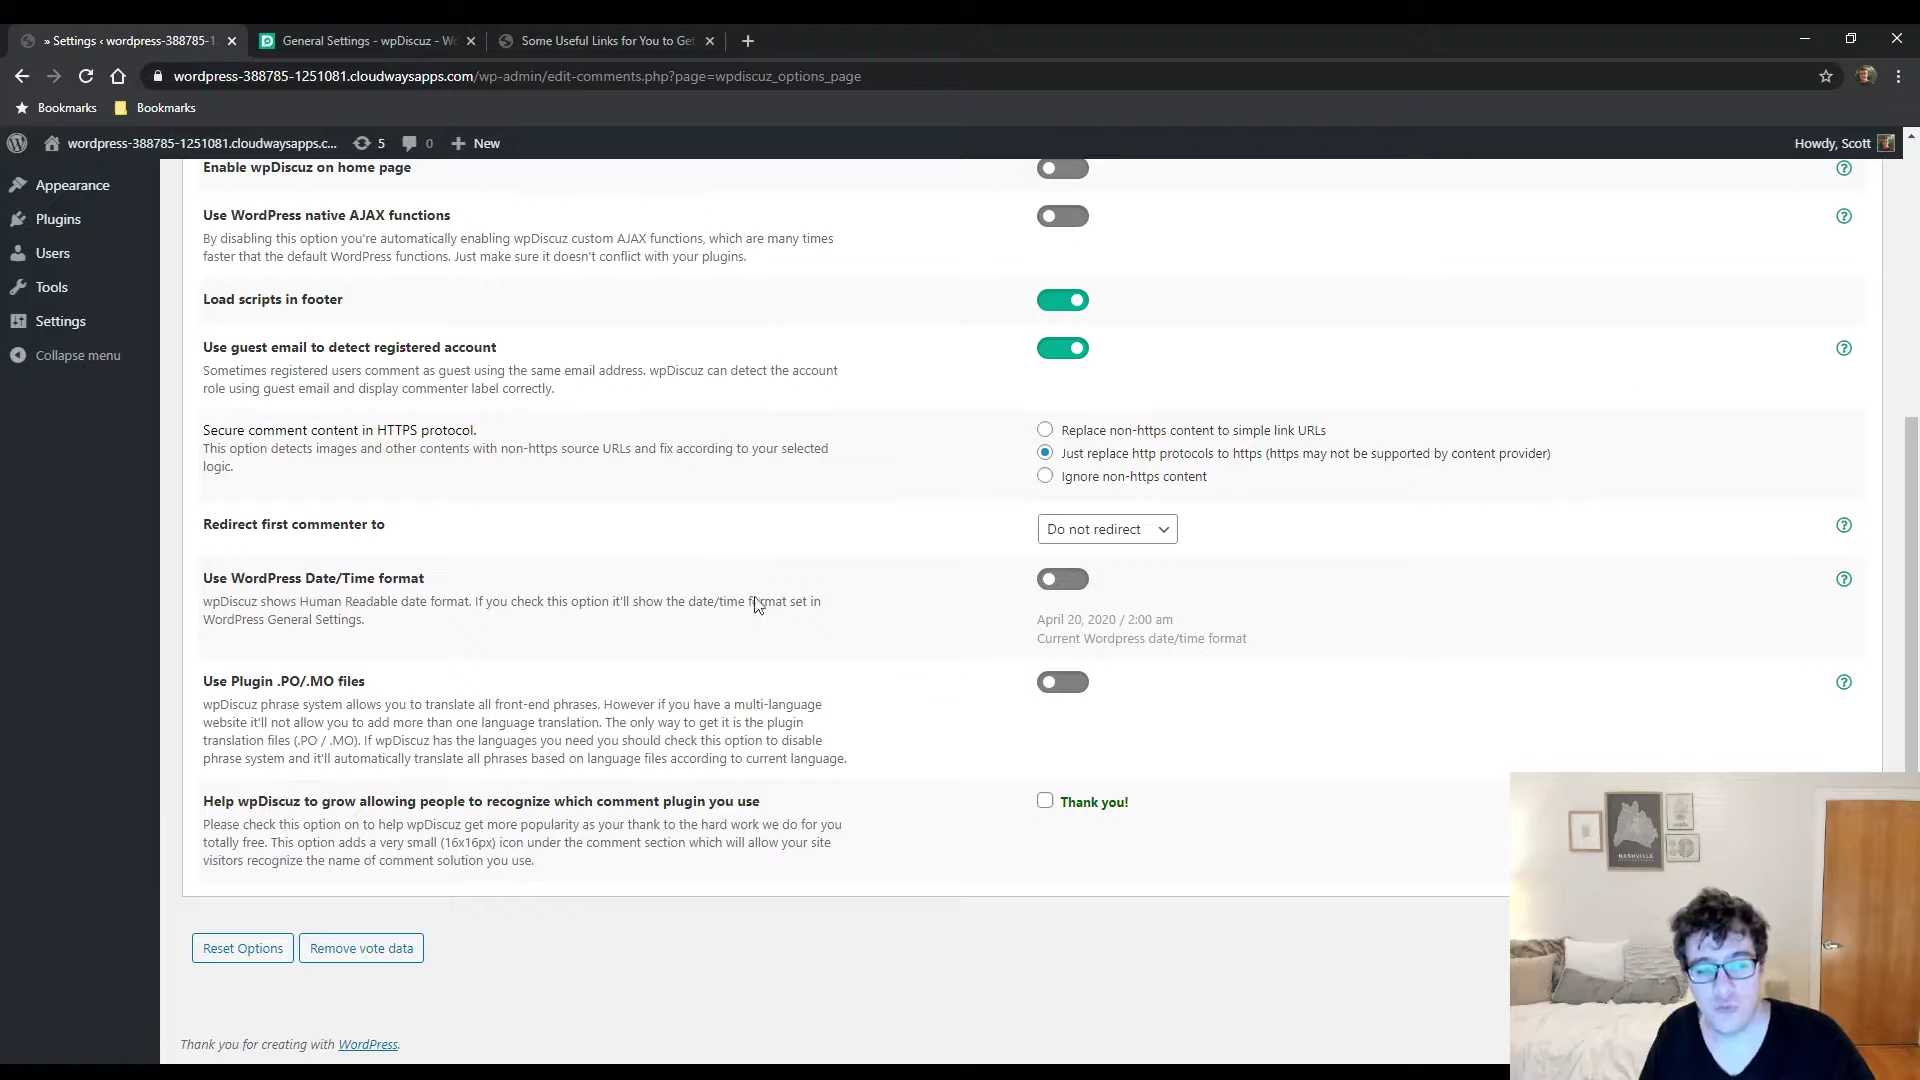 » Settings ‹ wordpress-388785-1
General Settings - wpDiscuz - W
Some Useful Links for You to Get
wordpress-388785-1251081.cloudwaysapps.com/wp-admin/edit-comments.php?page=wpdiscuz_options_page
Bookmarks
Bookmarks
wordpress-388785-1251081.cloudwaysapps.c...
5
0
New
Howdy, Scott
Appearance
Plugins
Users
Tools
Settings
Collapse menu
Enable wpDiscuz on home page
Use WordPress native AJAX functions
By disabling this option you're automatically enabling wpDiscuz custom AJAX functions, which are many times
faster that the default WordPress functions. Just make sure it doesn't conflict with your plugins.
Load scripts in footer
Use guest email to detect registered account
Sometimes registered users comment as guest using the same email address. wpDiscuz can detect the account
role using guest email and display commenter label correctly.
Secure comment content in HTTPS protocol.
This option detects images and other contents with non-https source URLs and fix according to your selected
logic.
Replace non-https content to simple link URLs
Just replace http protocols to https (https may not be supported by content provider)
Ignore non-https content
Redirect first commenter to
Do not redirect
Use WordPress Date/Time format
wpDiscuz shows Human Readable date format. If you check this option it'll show the date/time format set in
WordPress General Settings.
April 20, 2020 / 2:00 am
Current Wordpress date/time format
Use Plugin .PO/.MO files
wpDiscuz phrase system allows you to translate all front-end phrases. However if you have a multi-language
website it'll not allow you to add more than one language translation. The only way to get it is the plugin
translation files (.PO / .MO). If wpDiscuz has the languages you need you should check this option to disable
phrase system and it'll automatically translate all phrases based on language files according to current language.
Help wpDiscuz to grow allowing people to recognize which comment plugin you use
Please check this option on to help wpDiscuz get more popularity as your thank to the hard work we do for you
totally free. This option adds a very small (16x16px) icon under the comment section which will allow your site
visitors recognize the name of comment solution you use.
Thank you!
NASHVILLE
Reset Options
Remove vote data
Thank you for creating with WordPress.